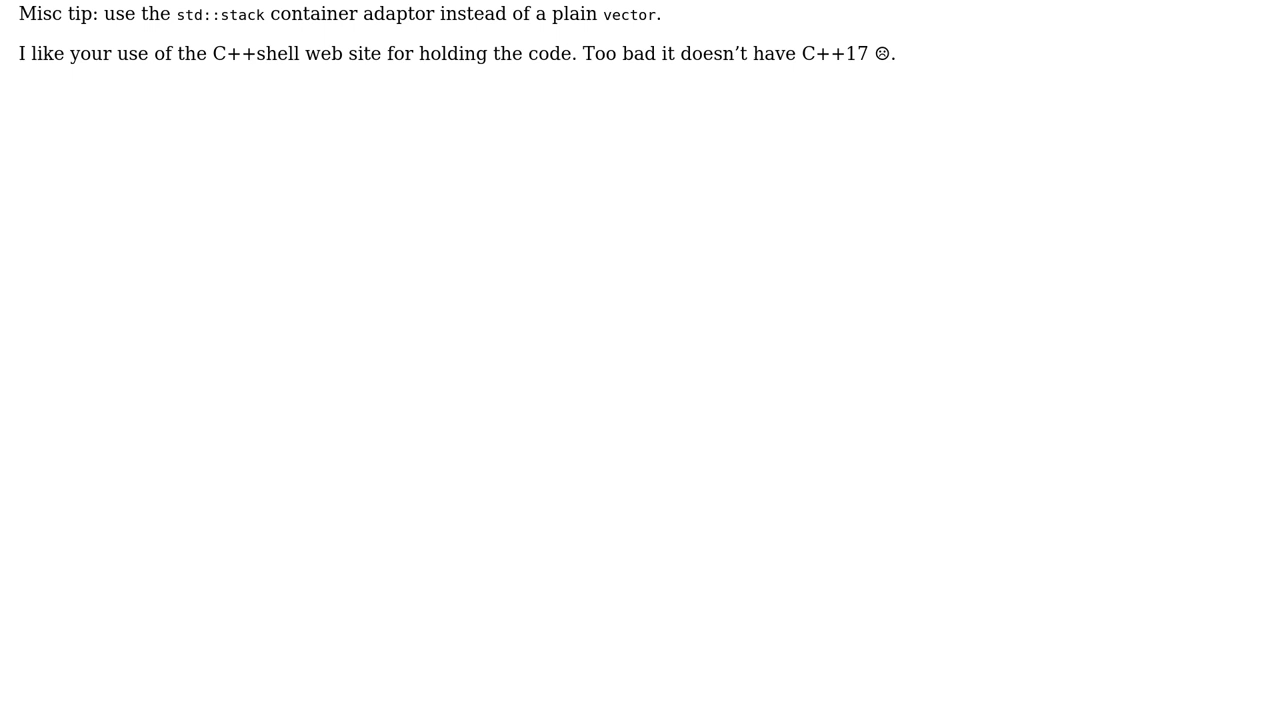 Misc tip: use the std::stack container adaptor instead of a plain vector.
I like your use of the C++shell web site for holding the code. Too bad it doesn’t have C++17 ☹.